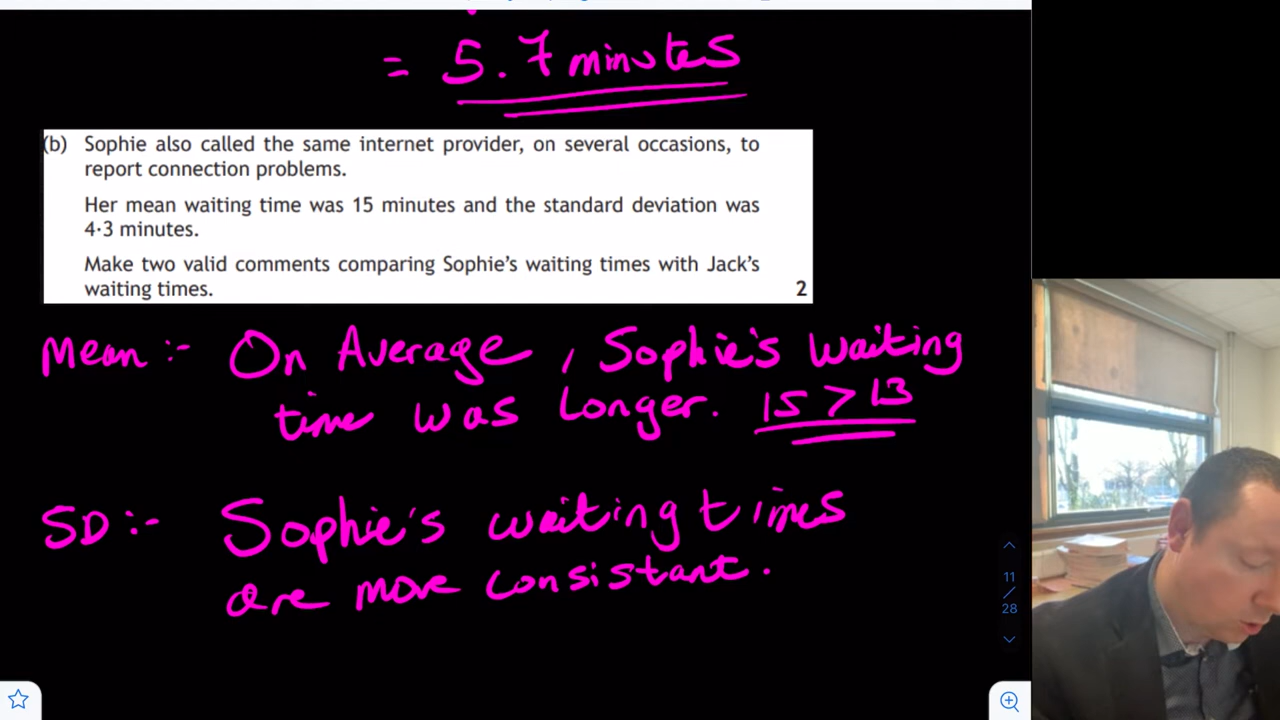 = 5.7 minutes
(b) Sophie also called the same internet provider, on several occasions, to
report connection problems.
Her mean waiting time was 15 minutes and the standard deviation was
4·3 minutes.
Make two valid comments comparing Sophie's waiting times with Jack's
waiting times.
2
Mean :- On Average, Sophie's waiting
time was longer. 15 > 13
SD :- Sophie's waiting times
are more consistant.
11
/
28